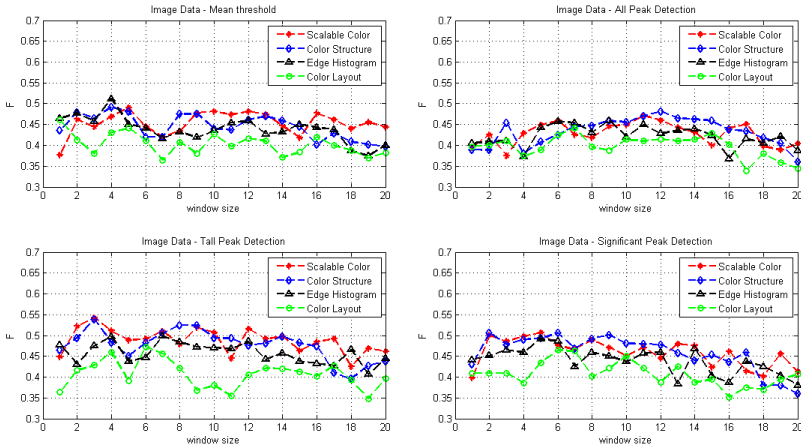 Image Data - Mean threshold
0.7
0.65
0.6
0.55
0.5
0.45
0.4
0.35
0.3
F
0 2 4 6 8 10 12 14 16 18 20
window size
Scalable Color
Color Structure
Edge Histogram
Color Layout
Image Data - All Peak Detection
0.7
0.65
0.6
0.55
0.5
0.45
0.4
0.35
0.3
F
0 2 4 6 8 10 12 14 16 18 20
window size
Scalable Color
Color Structure
Edge Histogram
Color Layout
Image Data - Tall Peak Detection
0.7
0.65
0.6
0.55
0.5
0.45
0.4
0.35
0.3
F
0 2 4 6 8 10 12 14 16 18 20
window size
Scalable Color
Color Structure
Edge Histogram
Color Layout
Image Data - Significant Peak Detection
0.7
0.65
0.6
0.55
0.5
0.45
0.4
0.35
0.3
F
0 2 4 6 8 10 12 14 16 18 20
window size
Scalable Color
Color Structure
Edge Histogram
Color Layout